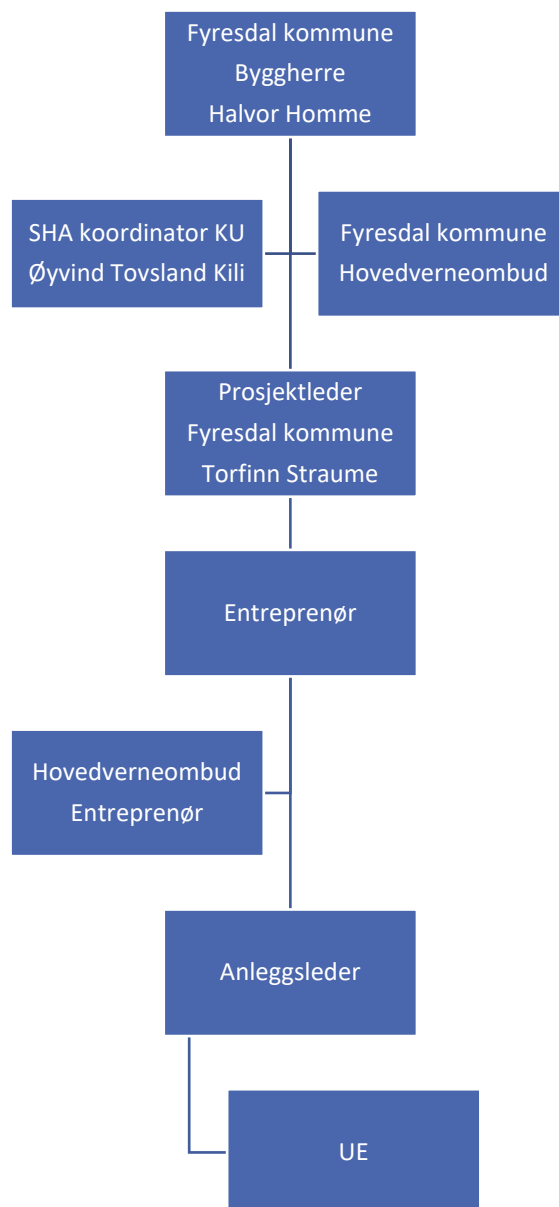 Fyresdal kommune
Byggherre
Halvor Homme
SHA koordinator KU
Øyvind Tovsland Kili
Fyresdal kommune
Hovedverneombud
Prosjektleder
Fyresdal kommune
Torfinn Straume
Entreprenør
Hovedverneombud
Entreprenør
Anleggsleder
UE